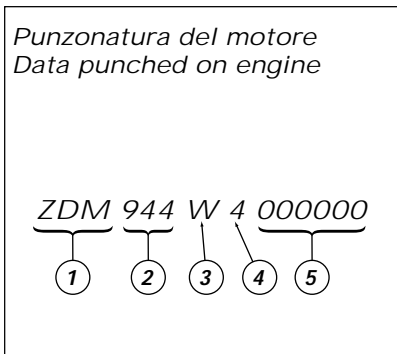 Punzonatura del motore
Data punched on engine
ZDM 944 W 4 000000
1 2 3 4 5